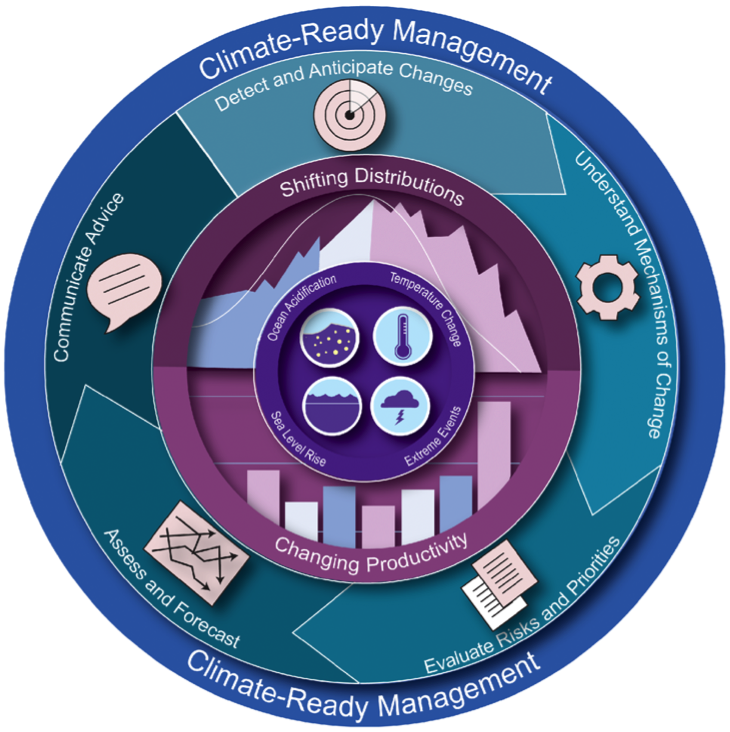 Climate-Ready Management
Detect and Anticipate Changes
Understand Mechanisms of Change
Evaluate Risks and Priorities
Assess and Forecast
Communicate Advice
Shifting Distributions
Changing Productivity
Ocean Acidification
Temperature Change
Sea Level Rise
Extreme Events
Climate-Ready Management